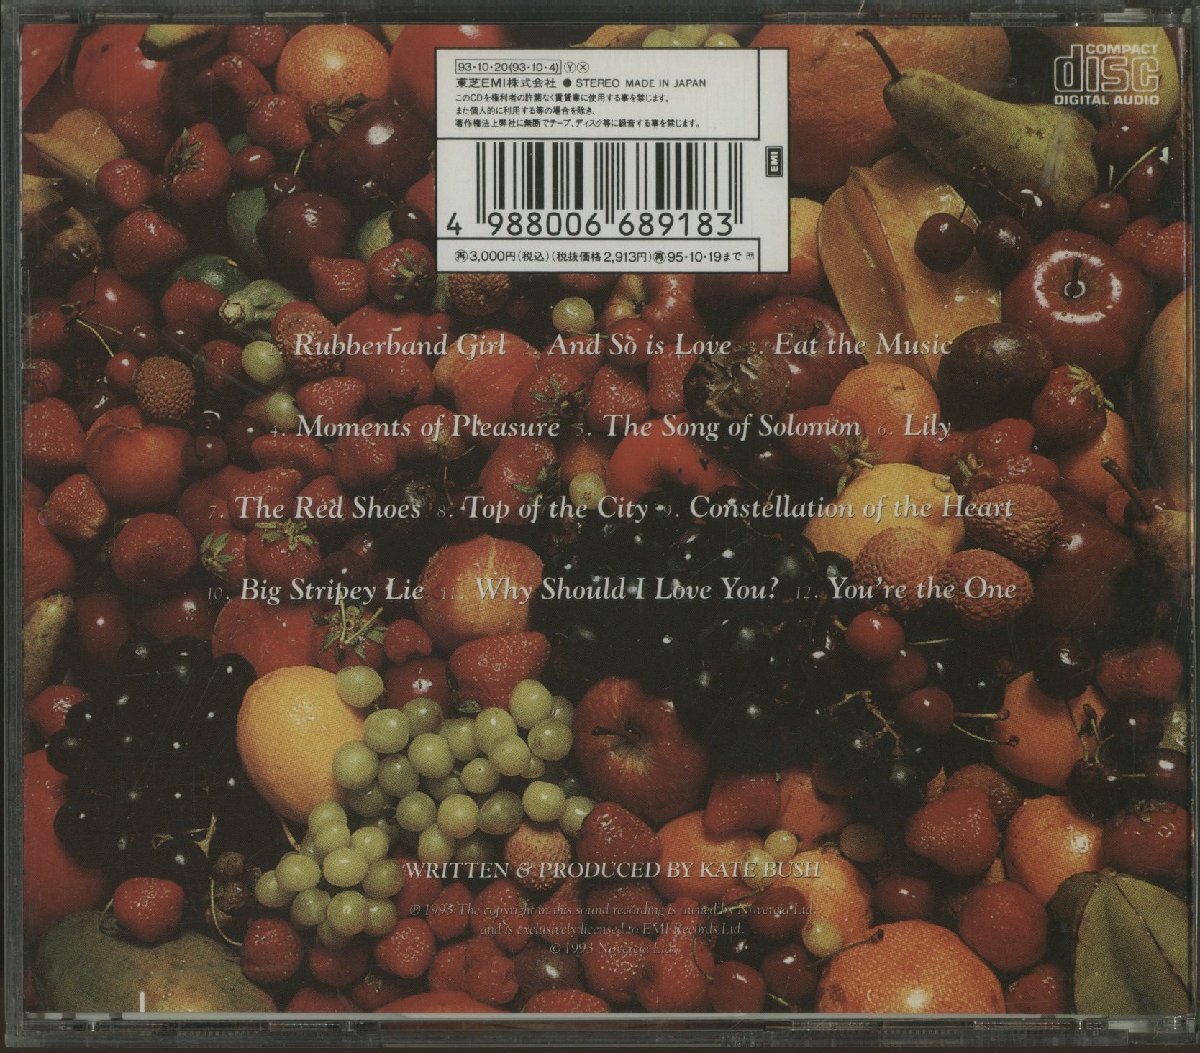 93·10·20(93·10·4) Ⓨ Ⓧ
東芝EMI株式会社 ● STEREO MADE IN JAPAN
このCDを権利者の許諾なく賃貸業に使用する事を禁じます。
また個人的に利用する等の場合を除き、
著作権法上弊社に無断でテープ、ディスク等に録音する事を禁じます。
EMI
4 988006 689183
㋐3,000円(税込)(税抜価格2,913円)㋐95·10·19まで
COMPACT
disc
DIGITAL AUDIO
1. Rubberband Girl 2. And So is Love 3. Eat the Music
4. Moments of Pleasure 5. The Song of Solomon 6. Lily
7. The Red Shoes 8. Top of the City 9. Constellation of the Heart
10. Big Stripey Lie 11. Why Should I Love You? 12. You're the One
WRITTEN & PRODUCED BY KATE BUSH
℗ 1993 The copyright in this sound recording is owned by Novercia Ltd.
and is exclusively licensed to EMI Records Ltd.
© 1993 Novercia Ltd.